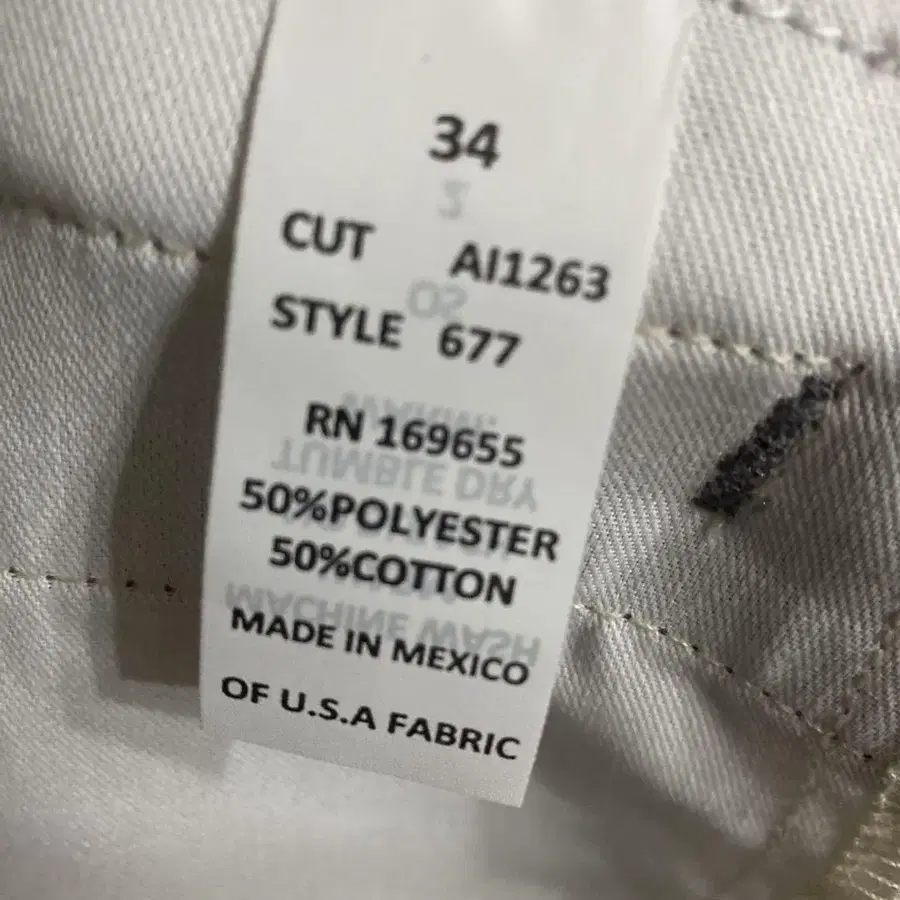 34
CUT AI1263
STYLE 677
RN 169655
50%POLYESTER
50%COTTON
MADE IN MEXICO
OF U.S.A FABRIC